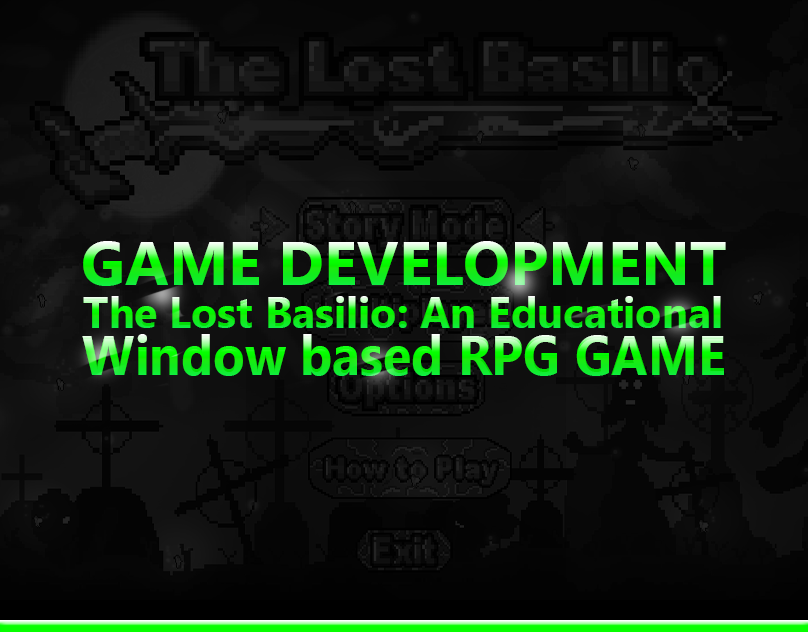 The Lost Basilio
Story Mode
GAME DEVELOPMENT
The Lost Basilio: An Educational
Window based RPG GAME
Options
How to Play
Exit